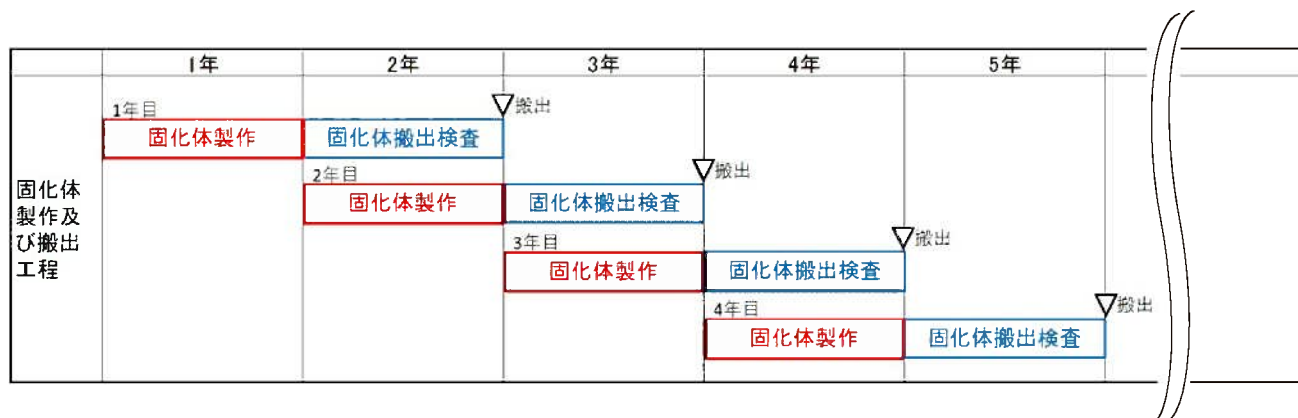 1年 2年 3年 4年 5年
1年目
搬出
固化体製作 固化体搬出検査
2年目
搬出
固化体製作 固化体搬出検査
固化体
製作及
び搬出
工程
3年目
搬出
固化体製作 固化体搬出検査
4年目
搬出
固化体製作 固化体搬出検査